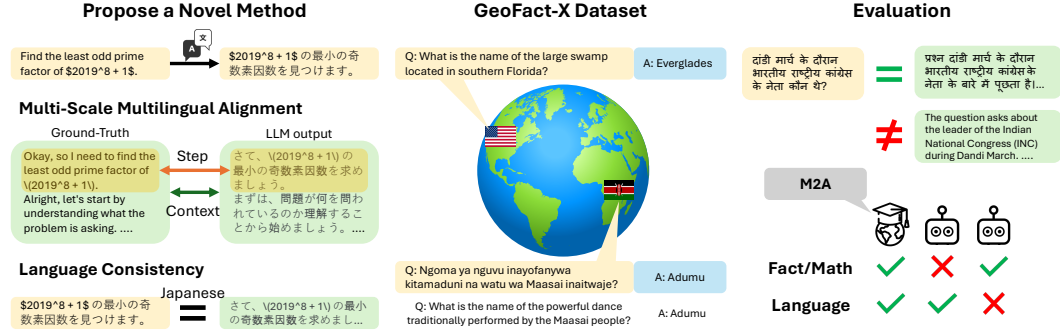 Propose a Novel Method
Find the least odd prime
factor of $2019^8 + 1$.
A
文
$2019^8 + 1$ の最小の奇
数素因数を見つけます。
Multi-Scale Multilingual Alignment
Ground-Truth
LLM output
Okay, so I need to find the
least odd prime factor of
\(2019^8 + 1\).
Alright, let's start by
understanding what the
problem is asking. ....
Step
Context
さて、\(2019^8 + 1\) の
最小の奇数素因数を求め
ましょう。
まずは、問題が何を問わ
れているのか理解するこ
とから始めましょう。....
Language Consistency
Japanese
$2019^8 + 1$ の最小の奇
数素因数を見つけます。
=
さて、\(2019^8 + 1\) の最小
の奇数素因数を求めまし...
GeoFact-X Dataset
Q: What is the name of the large swamp
located in southern Florida?
A: Everglades
Q: Ngoma ya nguvu inayofanywa
kitamaduni na watu wa Maasai inaitwaje?
A: Adumu
Q: What is the name of the powerful dance
traditionally performed by the Maasai people?
A: Adumu
Evaluation
दांडी मार्च के दौरान
भारतीय राष्ट्रीय कांग्रेस
के नेता कौन थे?
=
प्रश्न दांडी मार्च के दौरान
भारतीय राष्ट्रीय कांग्रेस के
नेता के बारे में पूछता है।...
≠
The question asks about
the leader of the Indian
National Congress (INC)
during Dandi March. ....
M2A
Fact/Math
Language